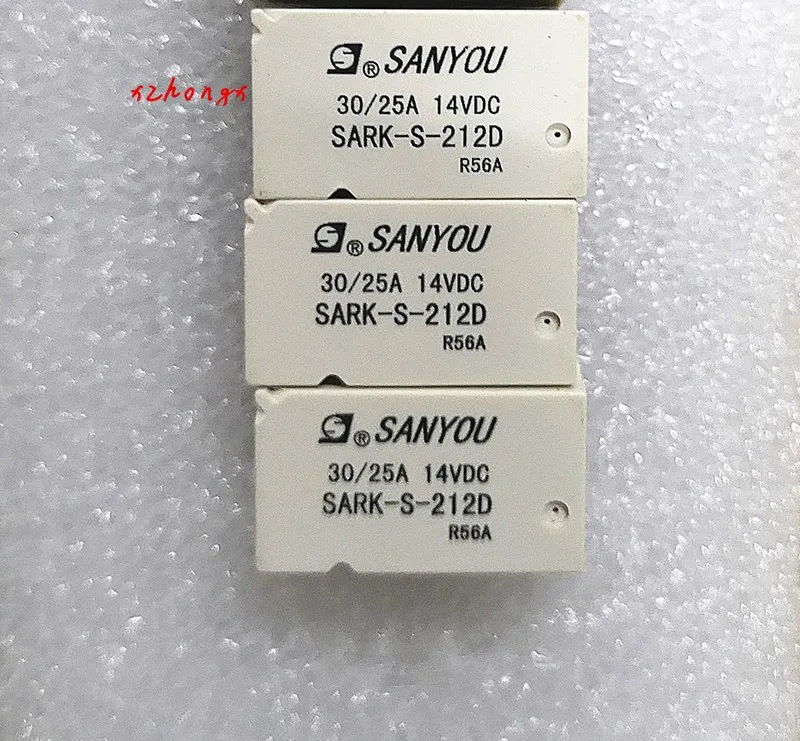 xzhongx
® SANYOU
30/25A 14VDC
SARK-S-212D
R56A
® SANYOU
30/25A 14VDC
SARK-S-212D
R56A
® SANYOU
30/25A 14VDC
SARK-S-212D
R56A